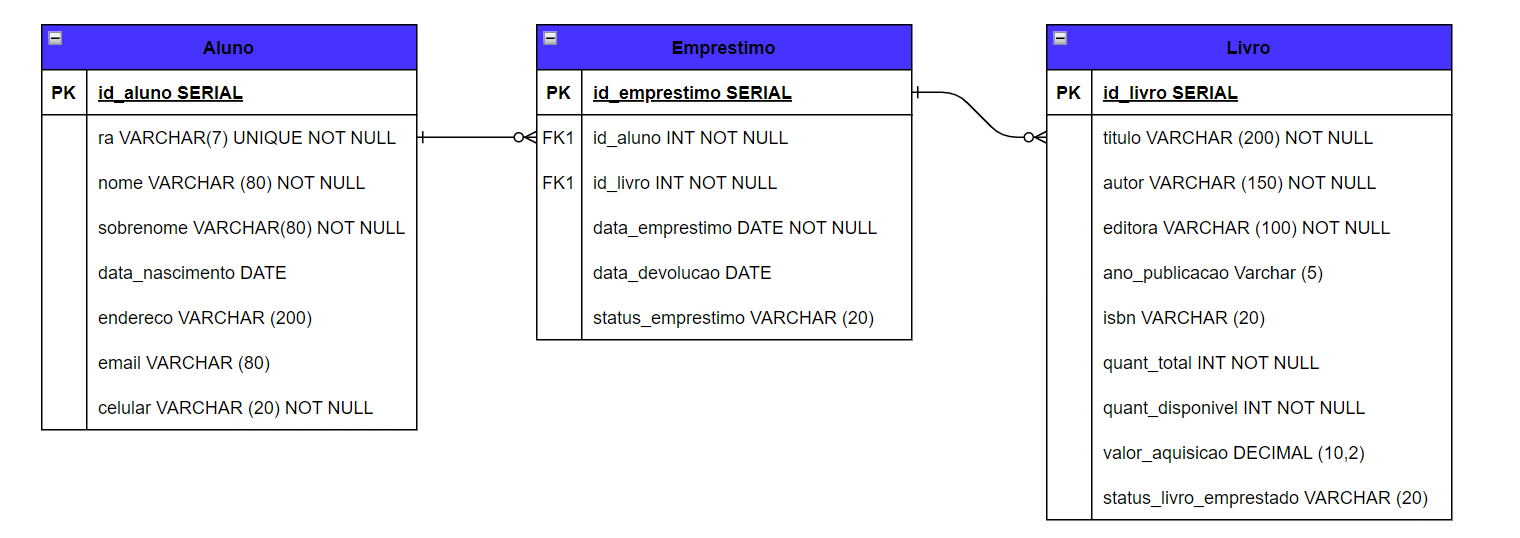 Aluno
PK id_aluno SERIAL
ra VARCHAR(7) UNIQUE NOT NULL
nome VARCHAR (80) NOT NULL
sobrenome VARCHAR(80) NOT NULL
data_nascimento DATE
endereco VARCHAR (200)
email VARCHAR (80)
celular VARCHAR (20) NOT NULL
Emprestimo
PK id_emprestimo SERIAL
FK1 id_aluno INT NOT NULL
FK1 id_livro INT NOT NULL
data_emprestimo DATE NOT NULL
data_devolucao DATE
status_emprestimo VARCHAR (20)
Livro
PK id_livro SERIAL
titulo VARCHAR (200) NOT NULL
autor VARCHAR (150) NOT NULL
editora VARCHAR (100) NOT NULL
ano_publicacao Varchar (5)
isbn VARCHAR (20)
quant_total INT NOT NULL
quant_disponivel INT NOT NULL
valor_aquisicao DECIMAL (10,2)
status_livro_emprestado VARCHAR (20)